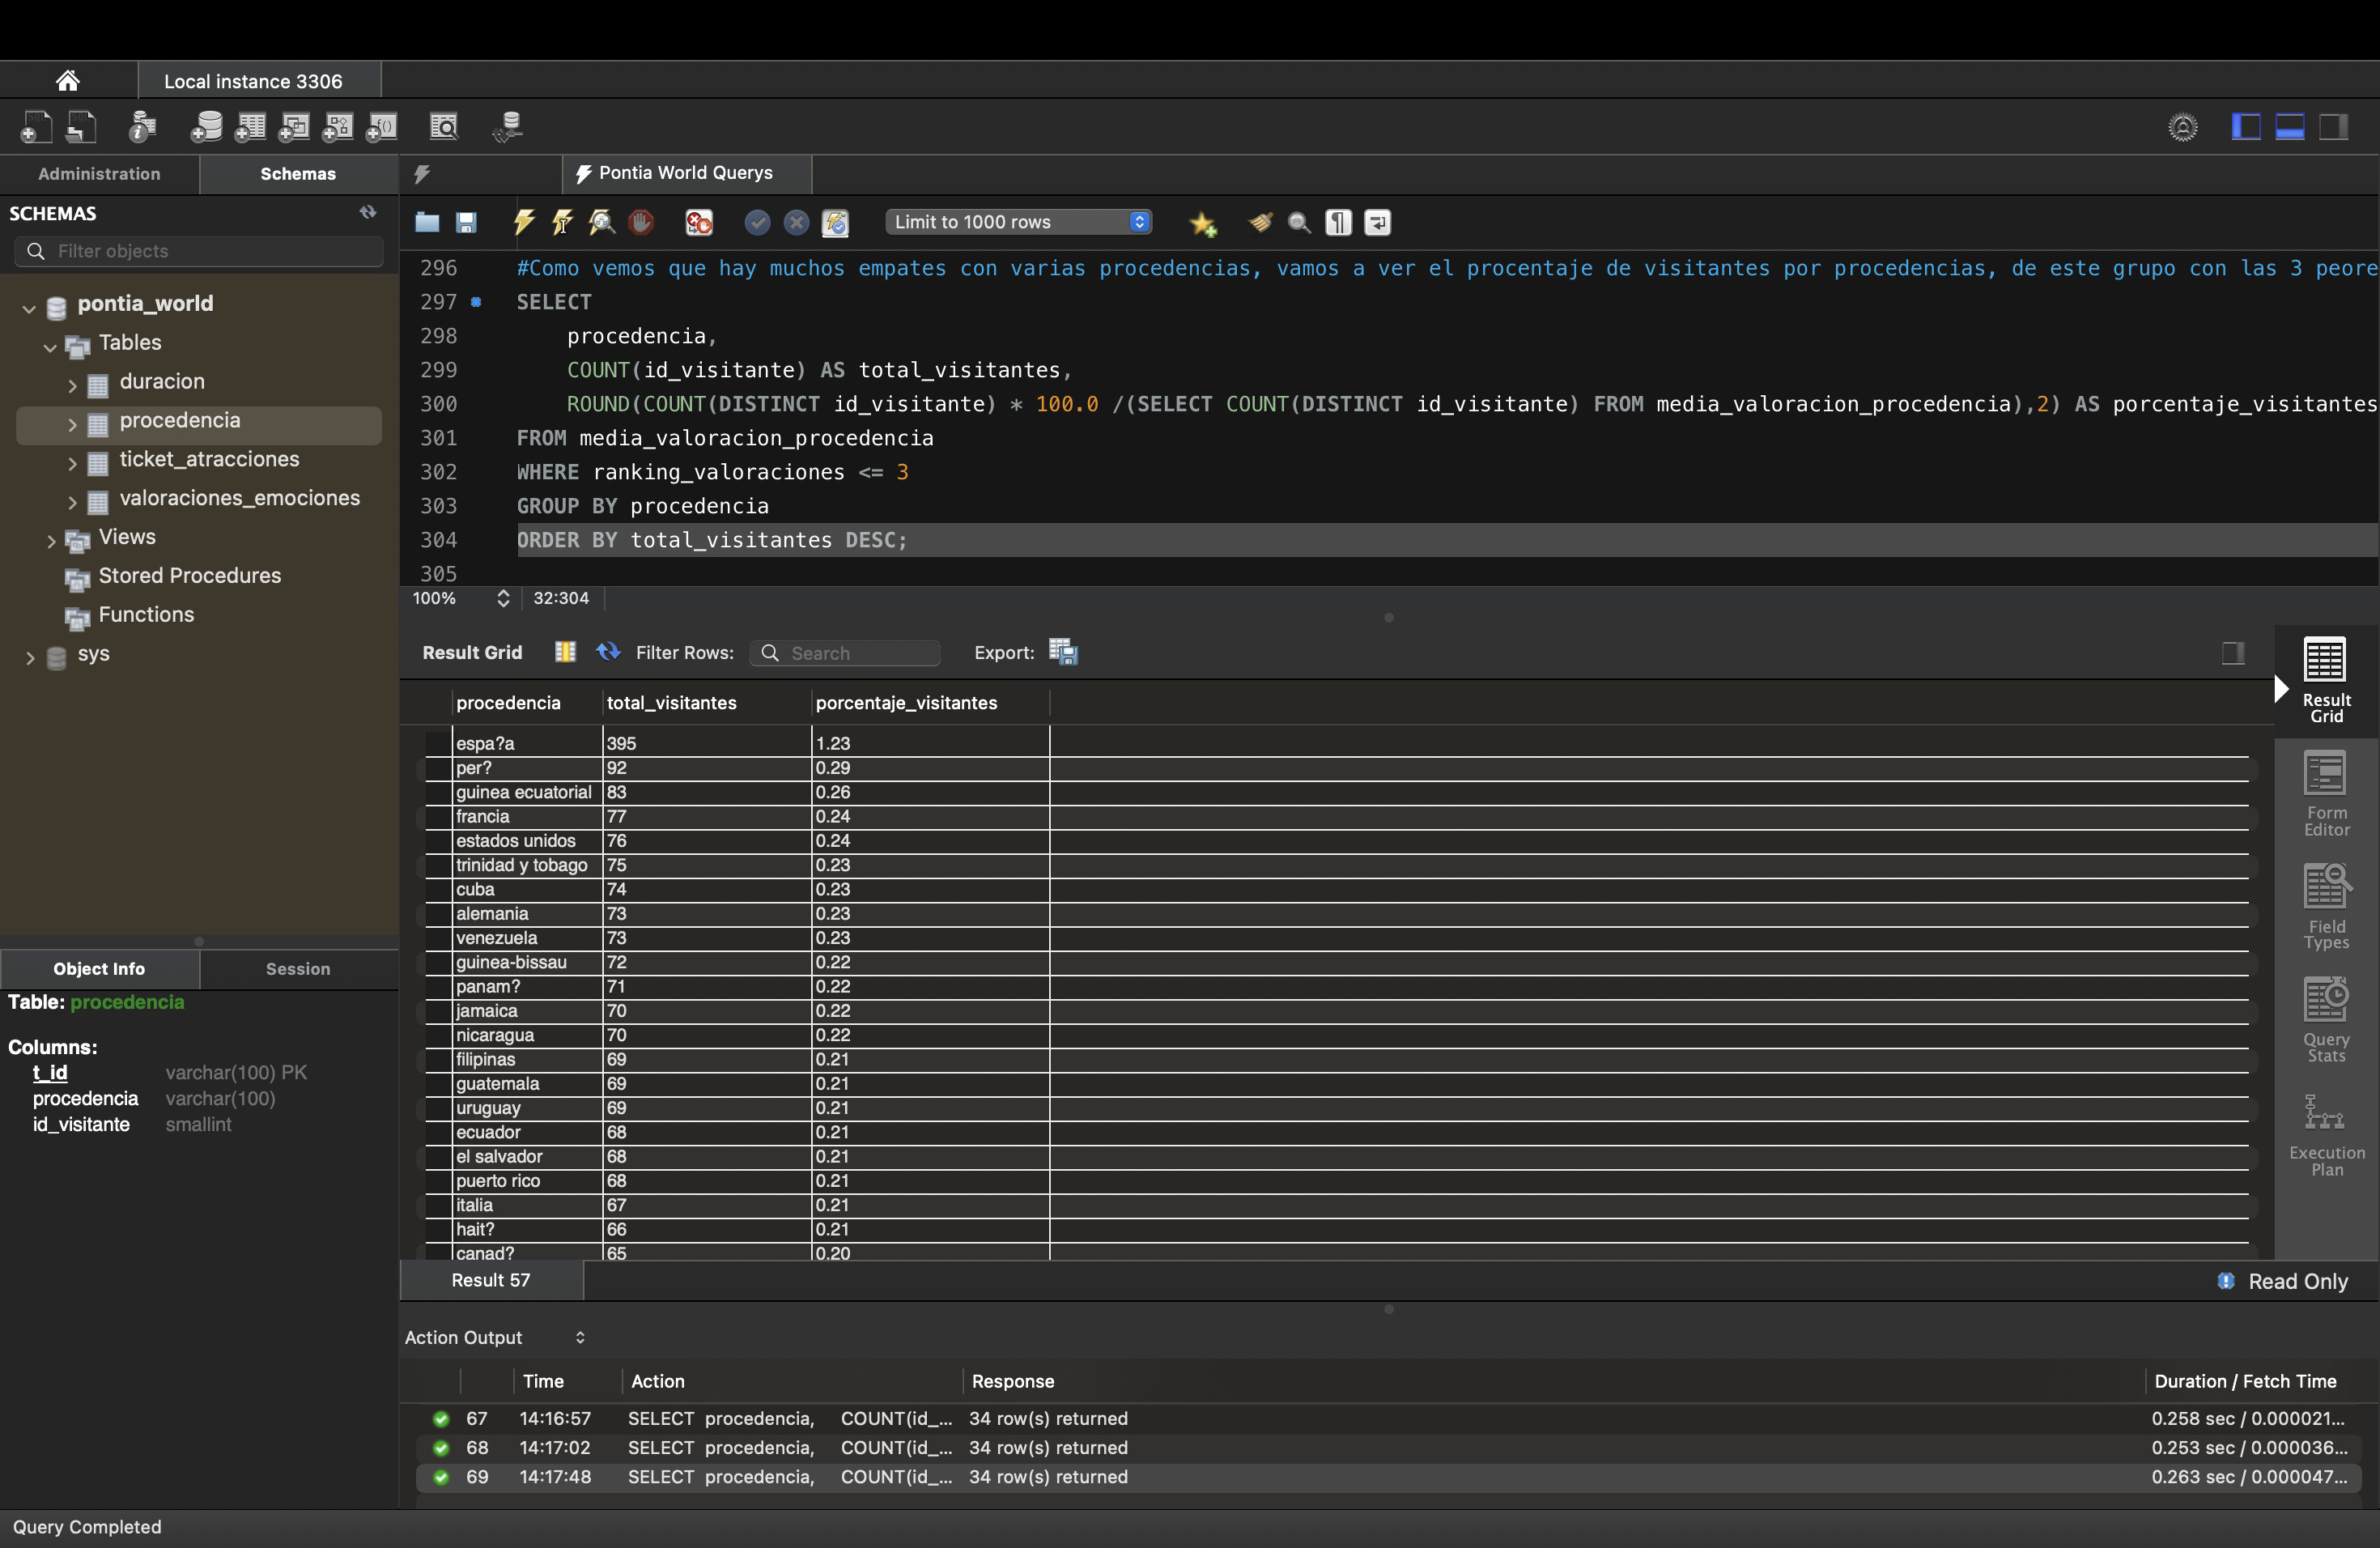 Local instance 3306
Administration
Schemas
Pontia World Querys
SCHEMAS
Filter objects
pontia_world
Tables
duracion
procedencia
ticket_atracciones
valoraciones_emociones
Views
Stored Procedures
Functions
sys
Object Info
Session
Table: procedencia
Columns:
t_id varchar(100) PK
procedencia varchar(100)
id_visitante smallint
Limit to 1000 rows
296 #Como vemos que hay muchos empates con varias procedencias, vamos a ver el procentaje de visitantes por procedencias, de este grupo con las 3 peore
297 SELECT
298 procedencia,
299 COUNT(id_visitante) AS total_visitantes,
300 ROUND(COUNT(DISTINCT id_visitante) * 100.0 /(SELECT COUNT(DISTINCT id_visitante) FROM media_valoracion_procedencia),2) AS porcentaje_visitantes
301 FROM media_valoracion_procedencia
302 WHERE ranking_valoraciones <= 3
303 GROUP BY procedencia
304 ORDER BY total_visitantes DESC;
305
100% 32:304
Result Grid Filter Rows: Search Export:
procedencia total_visitantes porcentaje_visitantes
espa?a 395 1.23
per? 92 0.29
guinea ecuatorial 83 0.26
francia 77 0.24
estados unidos 76 0.24
trinidad y tobago 75 0.23
cuba 74 0.23
alemania 73 0.23
venezuela 73 0.23
guinea-bissau 72 0.22
panam? 71 0.22
jamaica 70 0.22
nicaragua 70 0.22
filipinas 69 0.21
guatemala 69 0.21
uruguay 69 0.21
ecuador 68 0.21
el salvador 68 0.21
puerto rico 68 0.21
italia 67 0.21
hait? 66 0.21
canad? 65 0.20
Result
Grid
Form
Editor
Field
Types
Query
Stats
Execution
Plan
Result 57
Read Only
Action Output
Time Action Response Duration / Fetch Time
67 14:16:57 SELECT procedencia, COUNT(id_... 34 row(s) returned 0.258 sec / 0.000021...
68 14:17:02 SELECT procedencia, COUNT(id_... 34 row(s) returned 0.253 sec / 0.000036...
69 14:17:48 SELECT procedencia, COUNT(id_... 34 row(s) returned 0.263 sec / 0.000047...
Query Completed